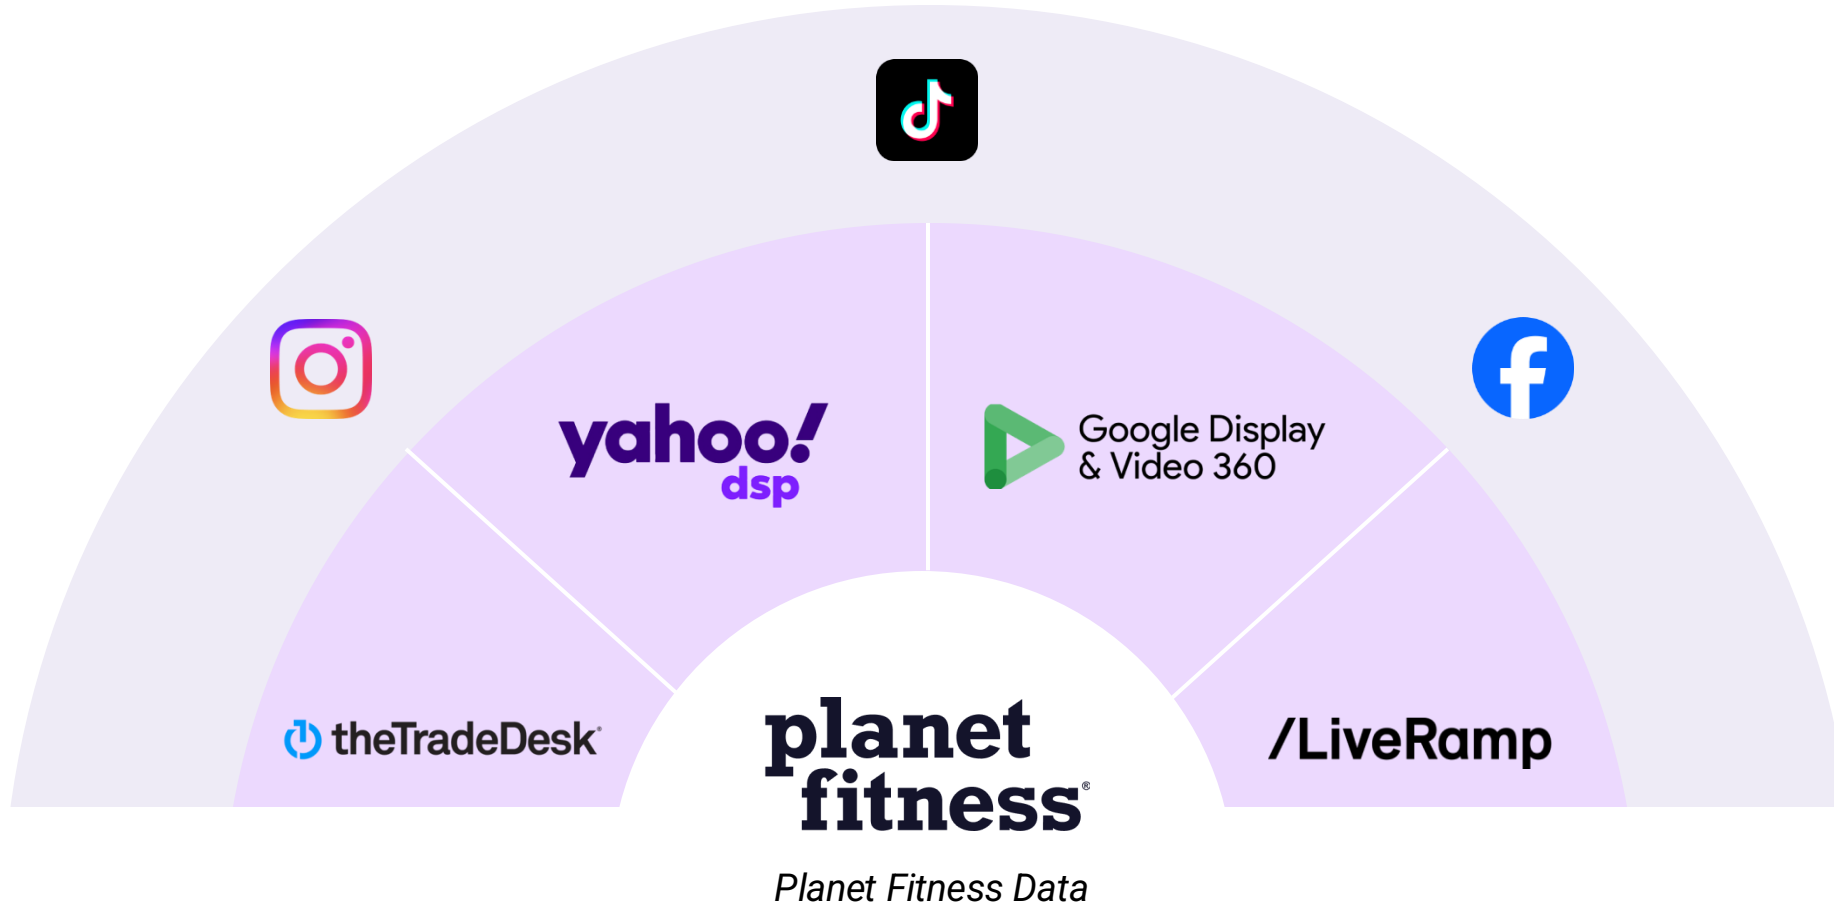 yahoo!
dsp
Google Display
& Video 360
theTradeDesk®
/LiveRamp
planet
fitness®
Planet Fitness Data